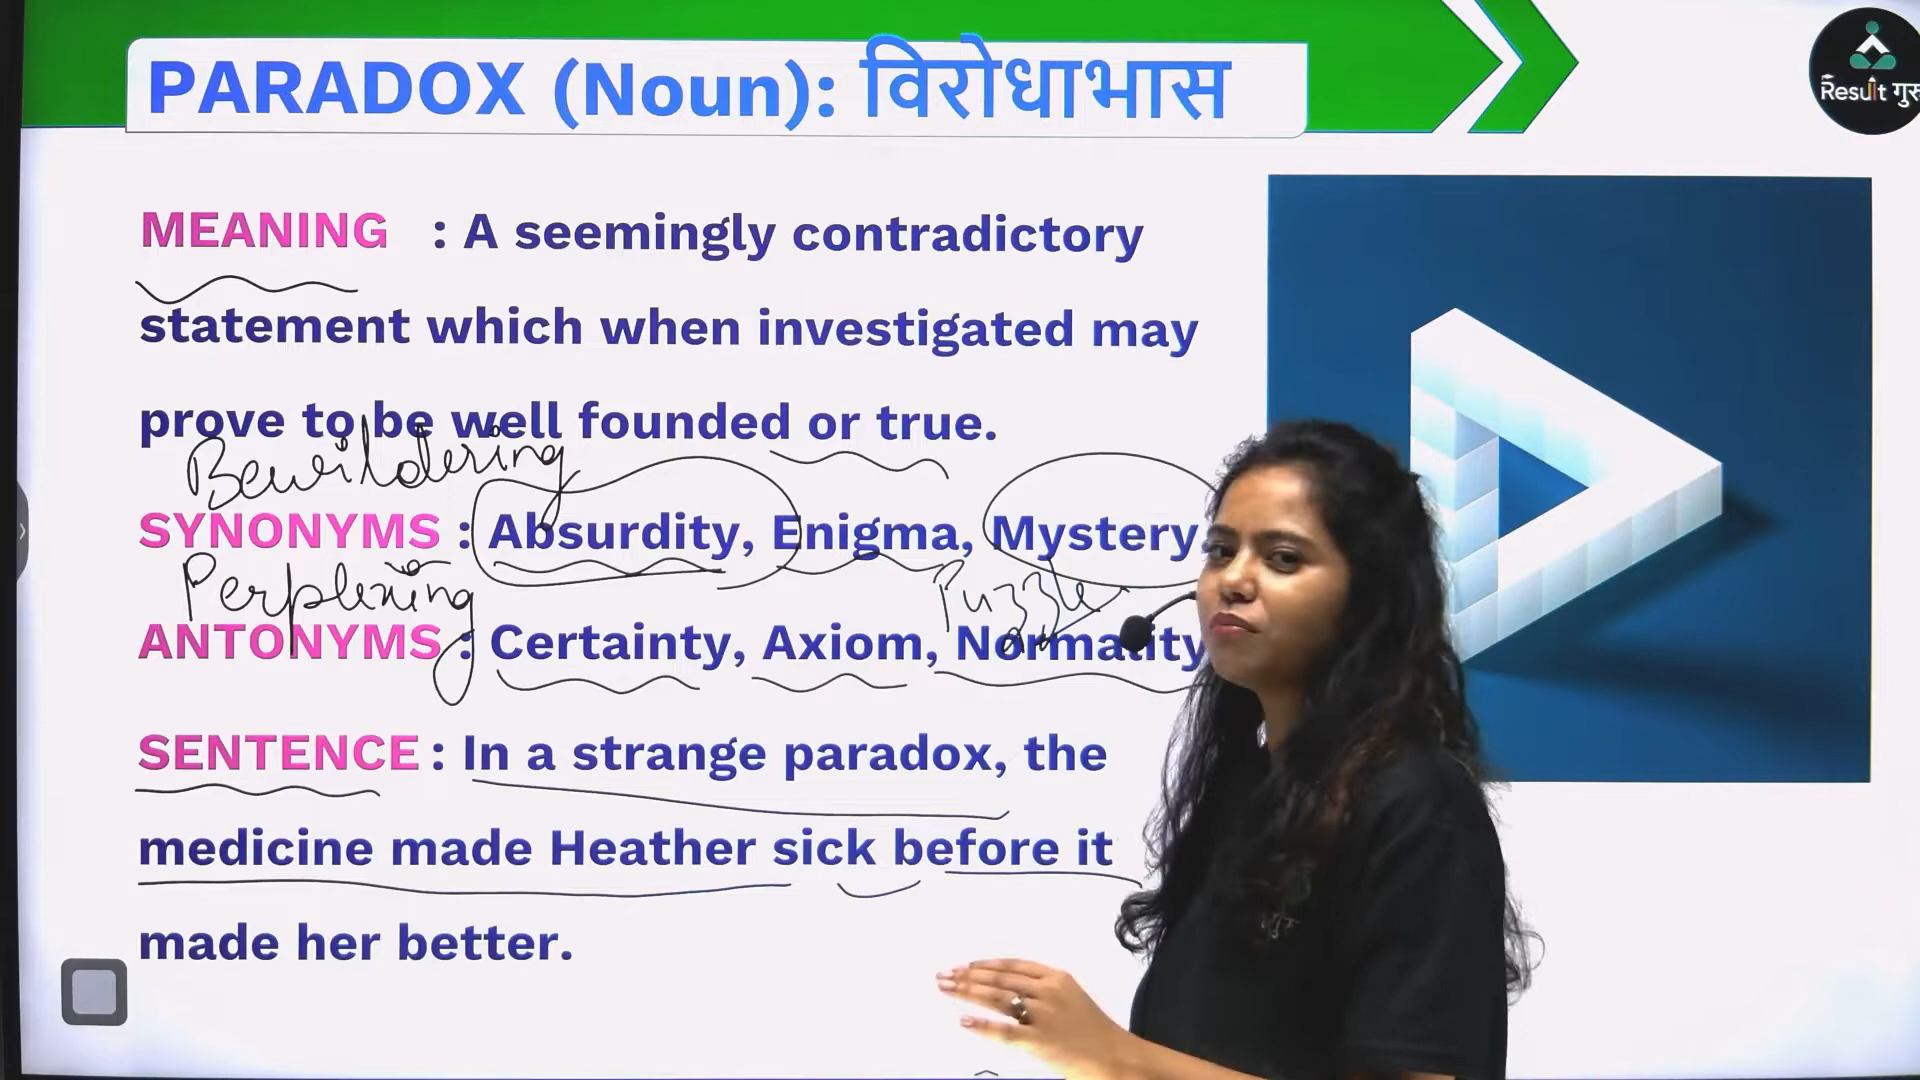 PARADOX (Noun): विरोधाभास
Result गुरु
MEANING : A seemingly contradictory
statement which when investigated may
prove to be well founded or true.
Bewildering
SYNONYMS : Absurdity, Enigma, Mystery
Perplexing
Puzzle
ANTONYMS : Certainty, Axiom, Normality
SENTENCE : In a strange paradox, the
medicine made Heather sick before it
made her better.